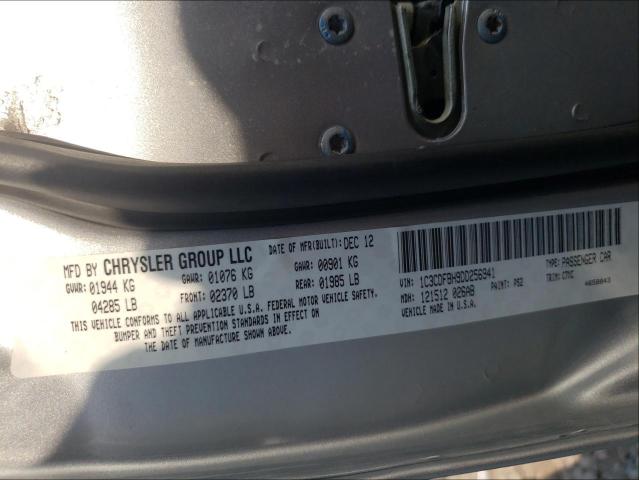 MFD BY CHRYSLER GROUP LLC
DATE OF MFR(BUILT): DEC 12
GVWR: 01944 KG
GAWR: 01076 KG
GAWR: 00901 KG
04285 LB
FRONT: 02370 LB
REAR: 01985 LB
THIS VEHICLE CONFORMS TO ALL APPLICABLE U.S.A. FEDERAL MOTOR VEHICLE SAFETY,
BUMPER AND THEFT PREVENTION STANDARDS IN EFFECT ON
THE DATE OF MANUFACTURE SHOWN ABOVE.
VIN: 1C3CDFBH9DD256941
TYPE: PASSENGER CAR
MDH: 121512 026AB
PAINT: PS2
TRIM: CTVC
VEHICLE MADE IN U.S.A.
4658043